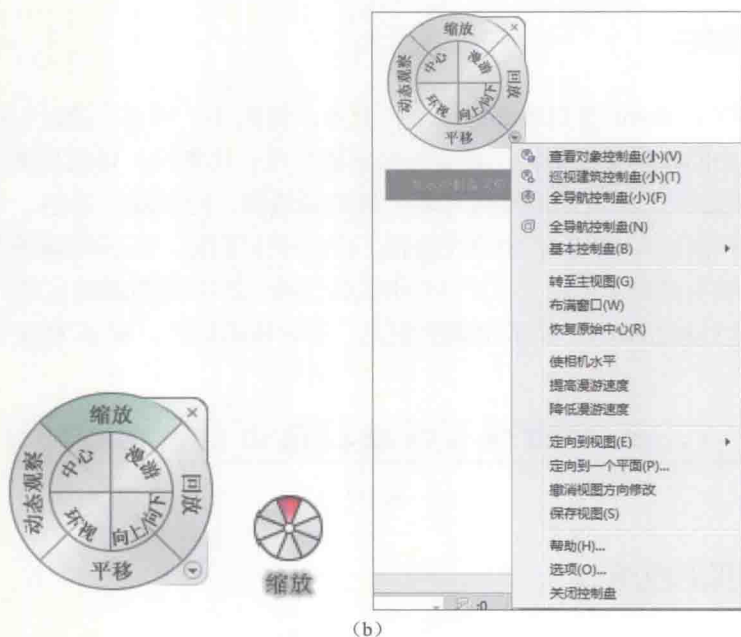 缩放
中心
漫游
动态观察
回放
环视
向上/向下
平移
缩放
缩放
中心
漫游
动态观察
回放
环视
向上/向下
平移
查看对象控制盘(小)(V)
巡视建筑控制盘(小)(T)
全导航控制盘(小)(F)
全导航控制盘(N)
基本控制盘(B)
转至主视图(G)
布满窗口(W)
恢复原始中心(R)
使相机水平
提高漫游速度
降低漫游速度
定向到视图(E)
定向到一个平面(P)...
撤消视图方向修改
保存视图(S)
帮助(H)...
选项(O)...
关闭控制盘
:0
(b)